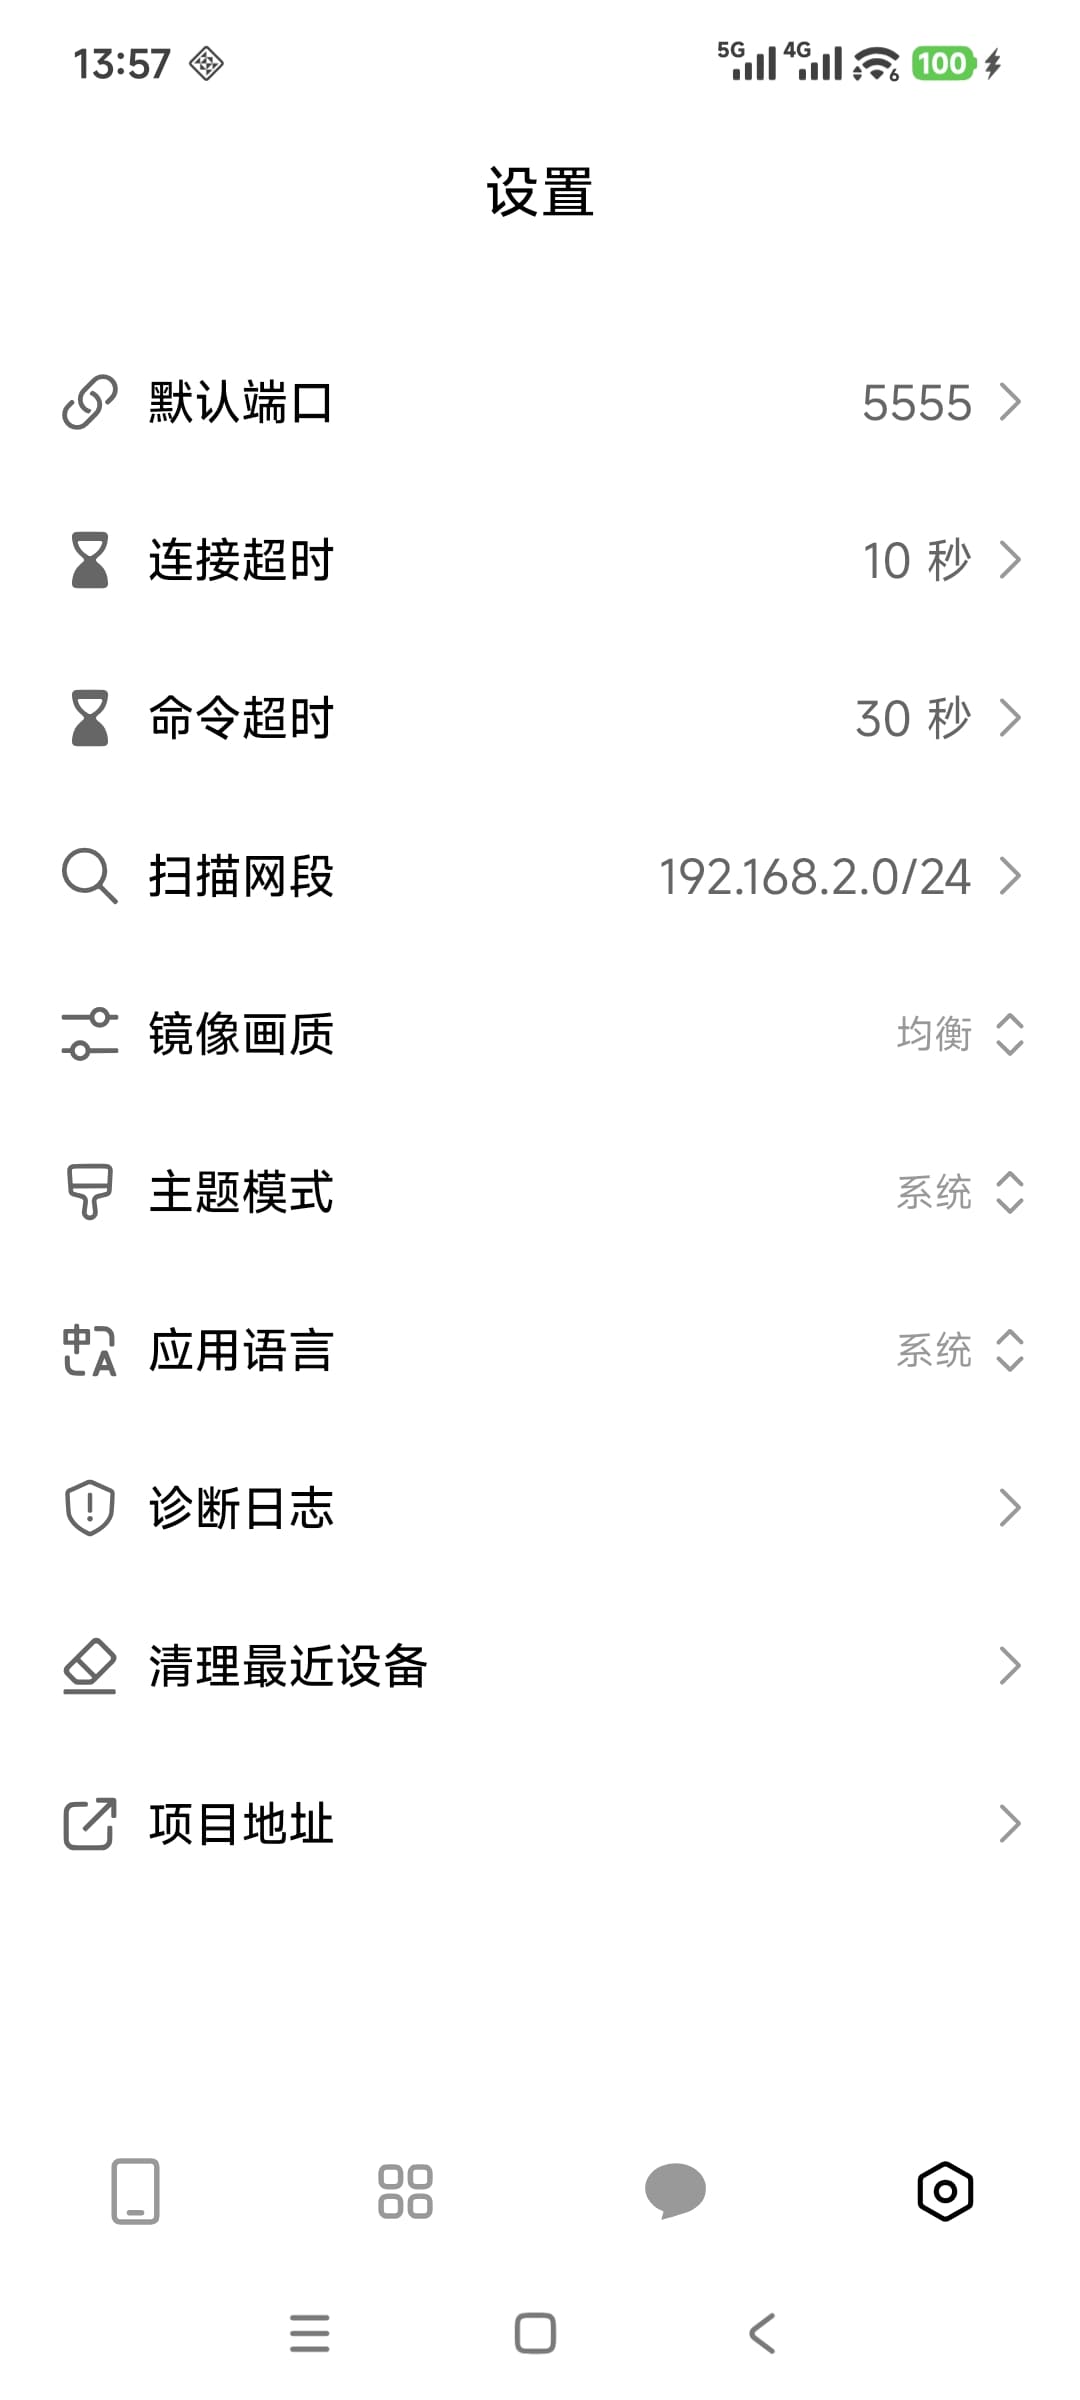 13:57
5G 4G 6 100
设置
默认端口 5555
连接超时 10 秒
命令超时 30 秒
扫描网段 192.168.2.0/24
镜像画质 均衡
主题模式 系统
应用语言 系统
诊断日志
清理最近设备
项目地址